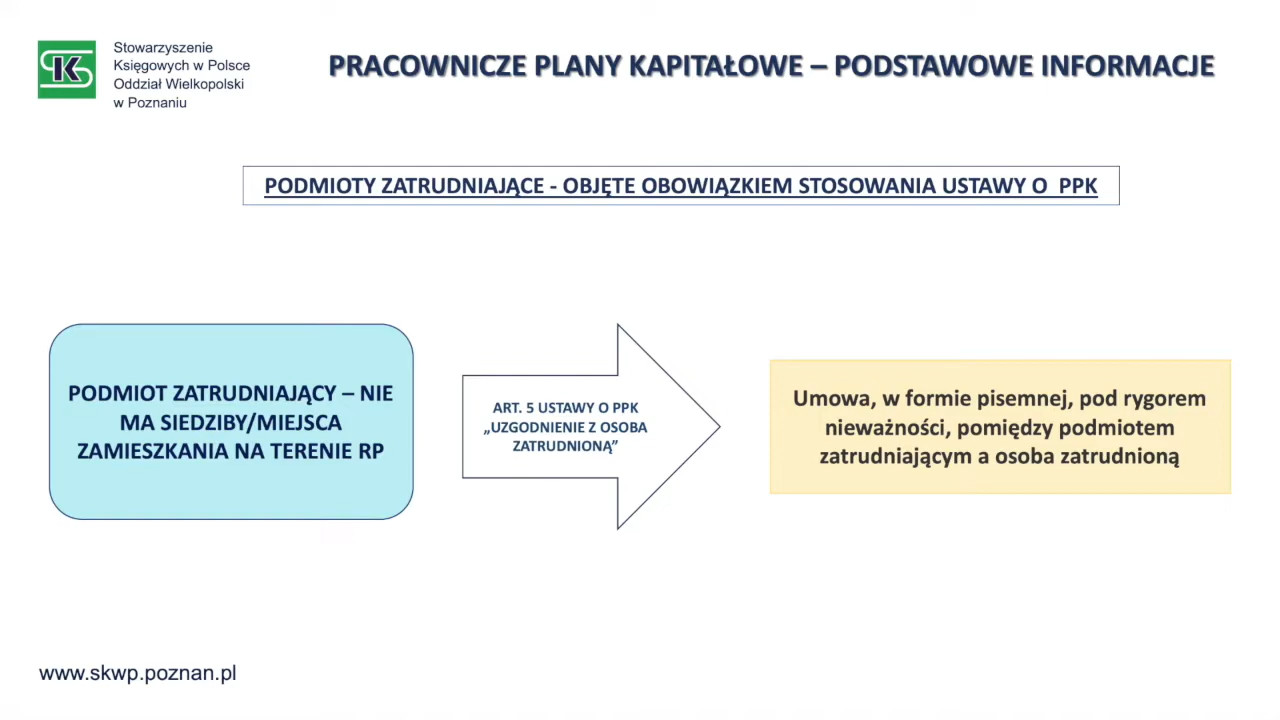 Stowarzyszenie
Księgowych w Polsce
Oddział Wielkopolski
w Poznaniu
PRACOWNICZE PLANY KAPITAŁOWE – PODSTAWOWE INFORMACJE
PODMIOTY ZATRUDNIAJĄCE - OBJĘTE OBOWIĄZKIEM STOSOWANIA USTAWY O PPK
PODMIOT ZATRUDNIAJĄCY – NIE
MA SIEDZIBY/MIEJSCA
ZAMIESZKANIA NA TERENIE RP
ART. 5 USTAWY O PPK
„UZGODNIENIE Z OSOBA
ZATRUDNIONĄ”
Umowa, w formie pisemnej, pod rygorem
nieważności, pomiędzy podmiotem
zatrudniającym a osoba zatrudnioną
www.skwp.poznan.pl